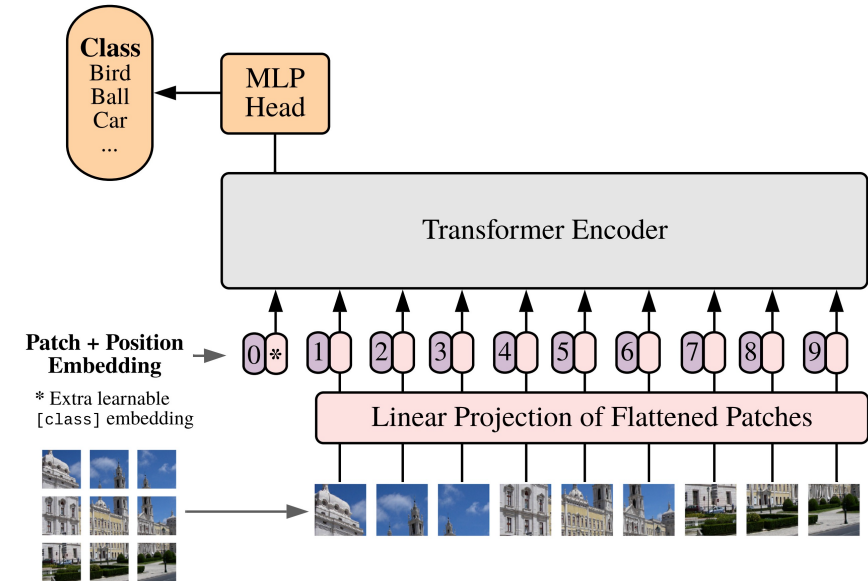 Class
Bird
Ball
Car
...
MLP
Head
Transformer Encoder
Patch + Position
Embedding
0 * 1 2 3 4 5 6 7 8 9
* Extra learnable
[class] embedding
Linear Projection of Flattened Patches